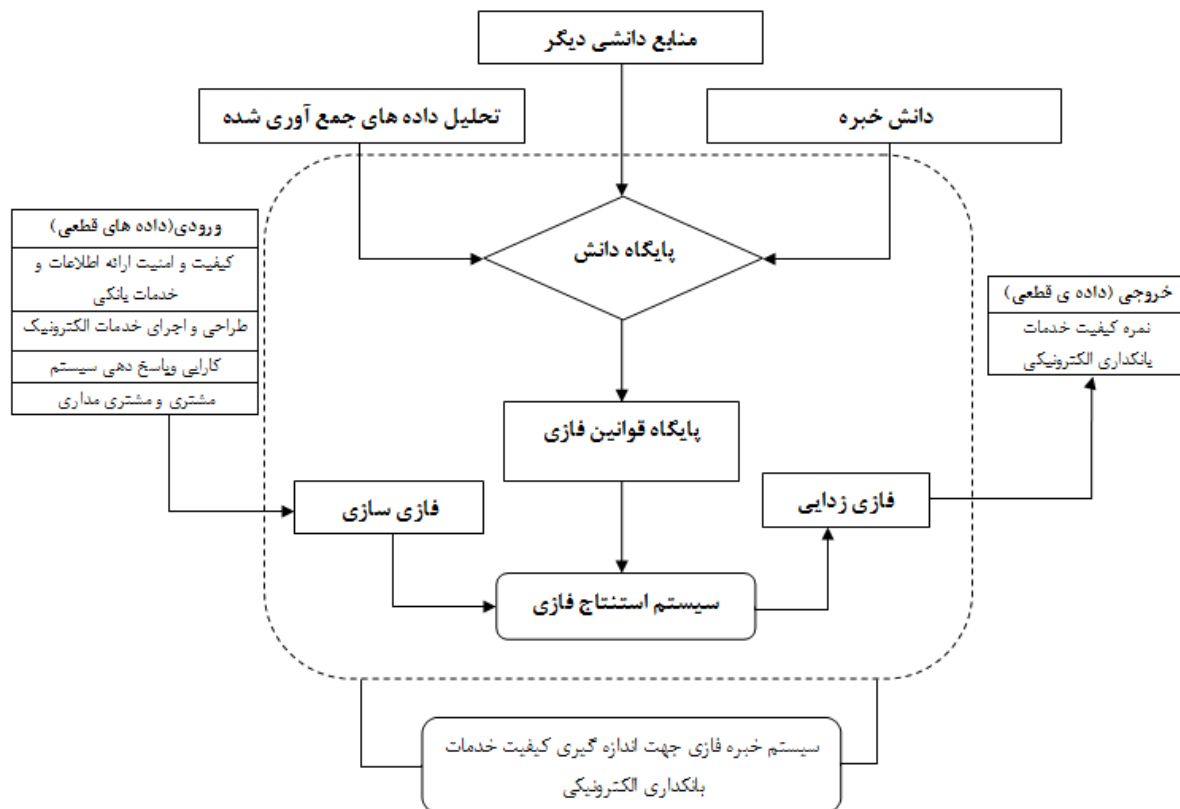 منابع دانشی دیگر
دانش خبره
تحلیل داده های جمع آوری شده
پایگاه دانش
ورودی(داده های قطعی)
کیفیت و امنیت ارائه اطلاعات و
خدمات یانکی
طراحی و اجرای خدمات الکترونیک
کارایی وپاسخ دهی سیستم
مشتری و مشتری مداری
خروجی (داده ی قطعی)
نمره کیفیت خدمات
یانکداری الکترونیکی
پایگاه قوانین فازی
فازی سازی
فازی زدایی
سیستم استنتاج فازی
سیستم خبره فازی جهت اندازه گیری کیفیت خدمات
بانکداری الکترونیکی